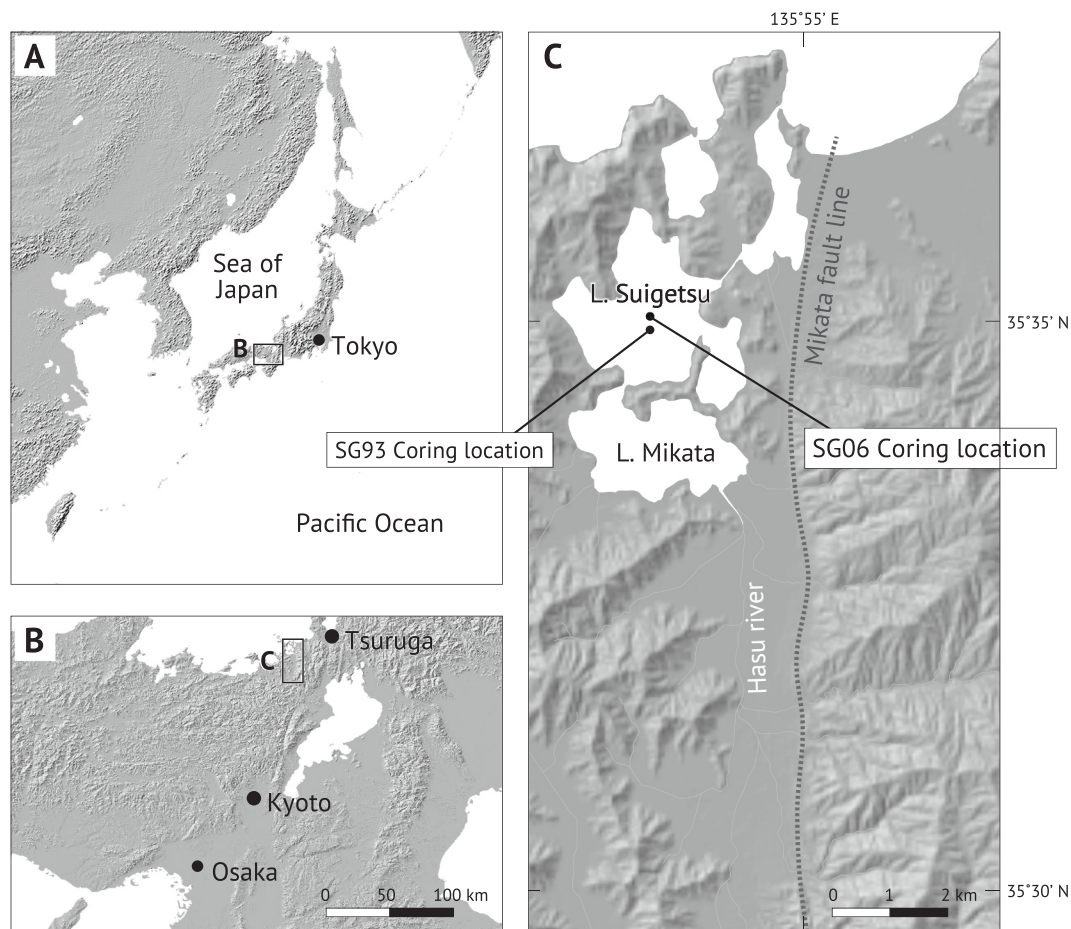 A
Sea of
Japan
B
Tokyo
Pacific Ocean
B
C
Tsuruga
Kyoto
Osaka
0 50 100 km
135˚55’ E
C
Mikata fault line
L. Suigetsu
35˚35’ N
SG93 Coring location
SG06 Coring location
L. Mikata
Hasu river
0 1 2 km
35˚30’ N